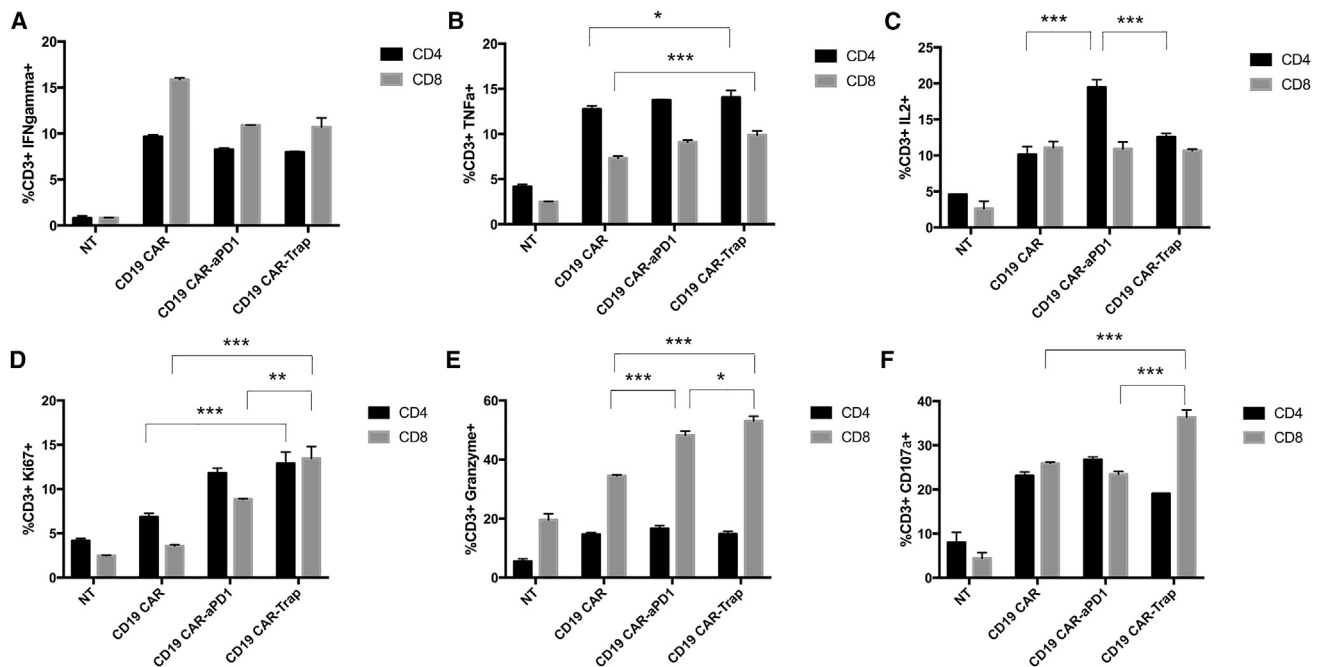 A
%CD3+ IFNgamma+
20
15
10
5
0
NT
CD19 CAR
CD19 CAR-aPD1
CD19 CAR-Trap
CD4
CD8
B
%CD3+ TNFa+
20
15
10
5
0
*
***
NT
CD19 CAR
CD19 CAR-aPD1
CD19 CAR-Trap
CD4
CD8
C
%CD3+ IL2+
25
20
15
10
5
0
***
***
NT
CD19 CAR
CD19 CAR-aPD1
CD19 CAR-Trap
CD4
CD8
D
%CD3+ Ki67+
20
15
10
5
0
***
**
***
NT
CD19 CAR
CD19 CAR-aPD1
CD19 CAR-Trap
CD4
CD8
E
%CD3+ Granzyme+
60
40
20
0
***
***
*
NT
CD19 CAR
CD19 CAR-aPD1
CD19 CAR-Trap
CD4
CD8
F
%CD3+ CD107a+
40
30
20
10
0
***
***
NT
CD19 CAR
CD19 CAR-aPD1
CD19 CAR-Trap
CD4
CD8